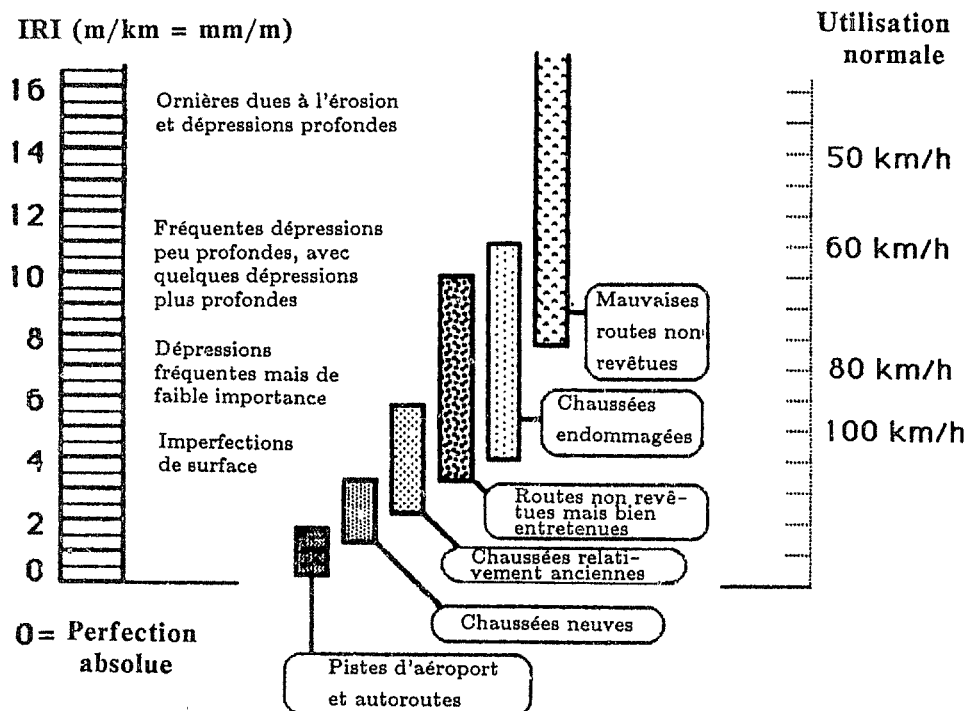 IRI (m/km = mm/m)
Utilisation
normale
16
14
12
10
8
6
4
2
0
Ornières dues à l'érosion
et dépressions profondes
Fréquentes dépressions
peu profondes, avec
quelques dépressions
plus profondes
Dépressions
fréquentes mais de
faible importance
Imperfections
de surface
50 km/h
60 km/h
80 km/h
100 km/h
Mauvaises
routes non
revêtues
Chaussées
endommagées
Routes non revê-
tues mais bien
entretenues
Chaussées relati-
vement anciennes
Chaussées neuves
Pistes d'aéroport
et autoroutes
0 = Perfection
absolue